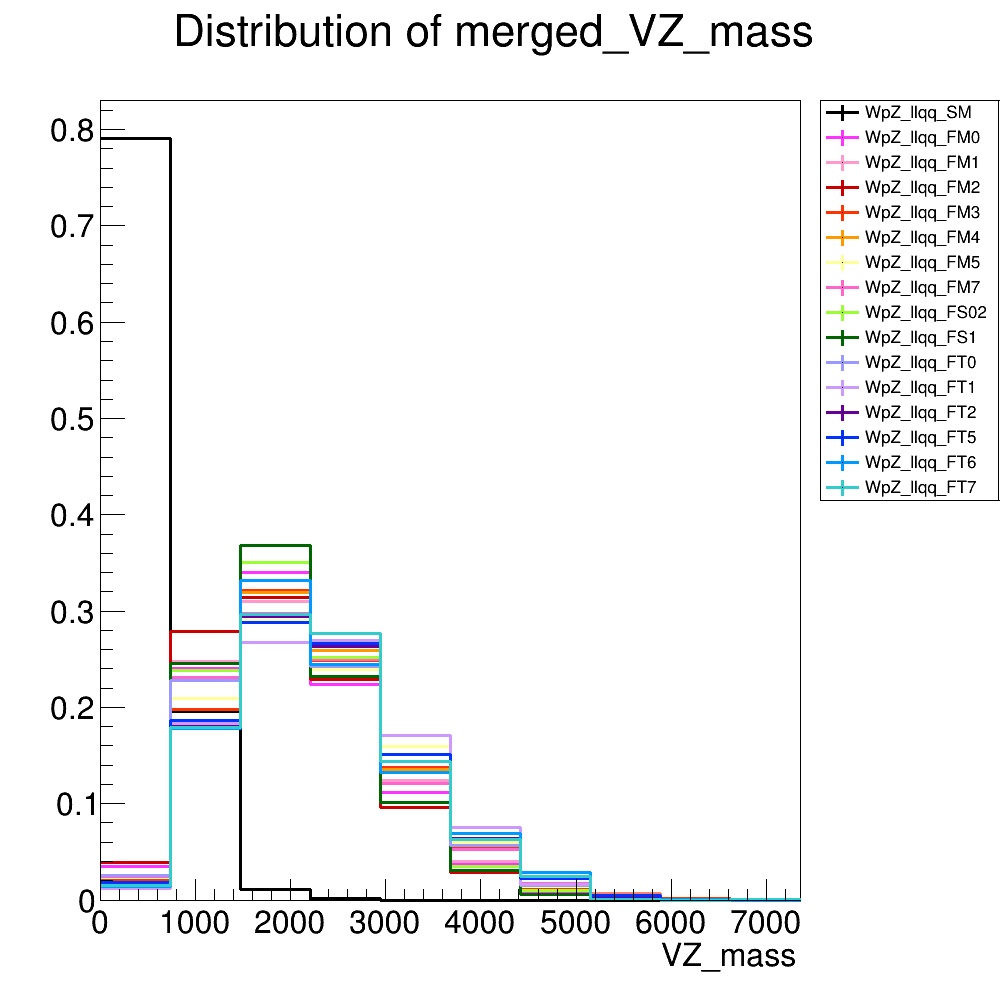 Distribution of merged_VZ_mass
0.8
0.7
0.6
0.5
0.4
0.3
0.2
0.1
0
0 1000 2000 3000 4000 5000 6000 7000
VZ_mass
WpZ_llqq_SM
WpZ_llqq_FM0
WpZ_llqq_FM1
WpZ_llqq_FM2
WpZ_llqq_FM3
WpZ_llqq_FM4
WpZ_llqq_FM5
WpZ_llqq_FM7
WpZ_llqq_FS02
WpZ_llqq_FS1
WpZ_llqq_FT0
WpZ_llqq_FT1
WpZ_llqq_FT2
WpZ_llqq_FT5
WpZ_llqq_FT6
WpZ_llqq_FT7